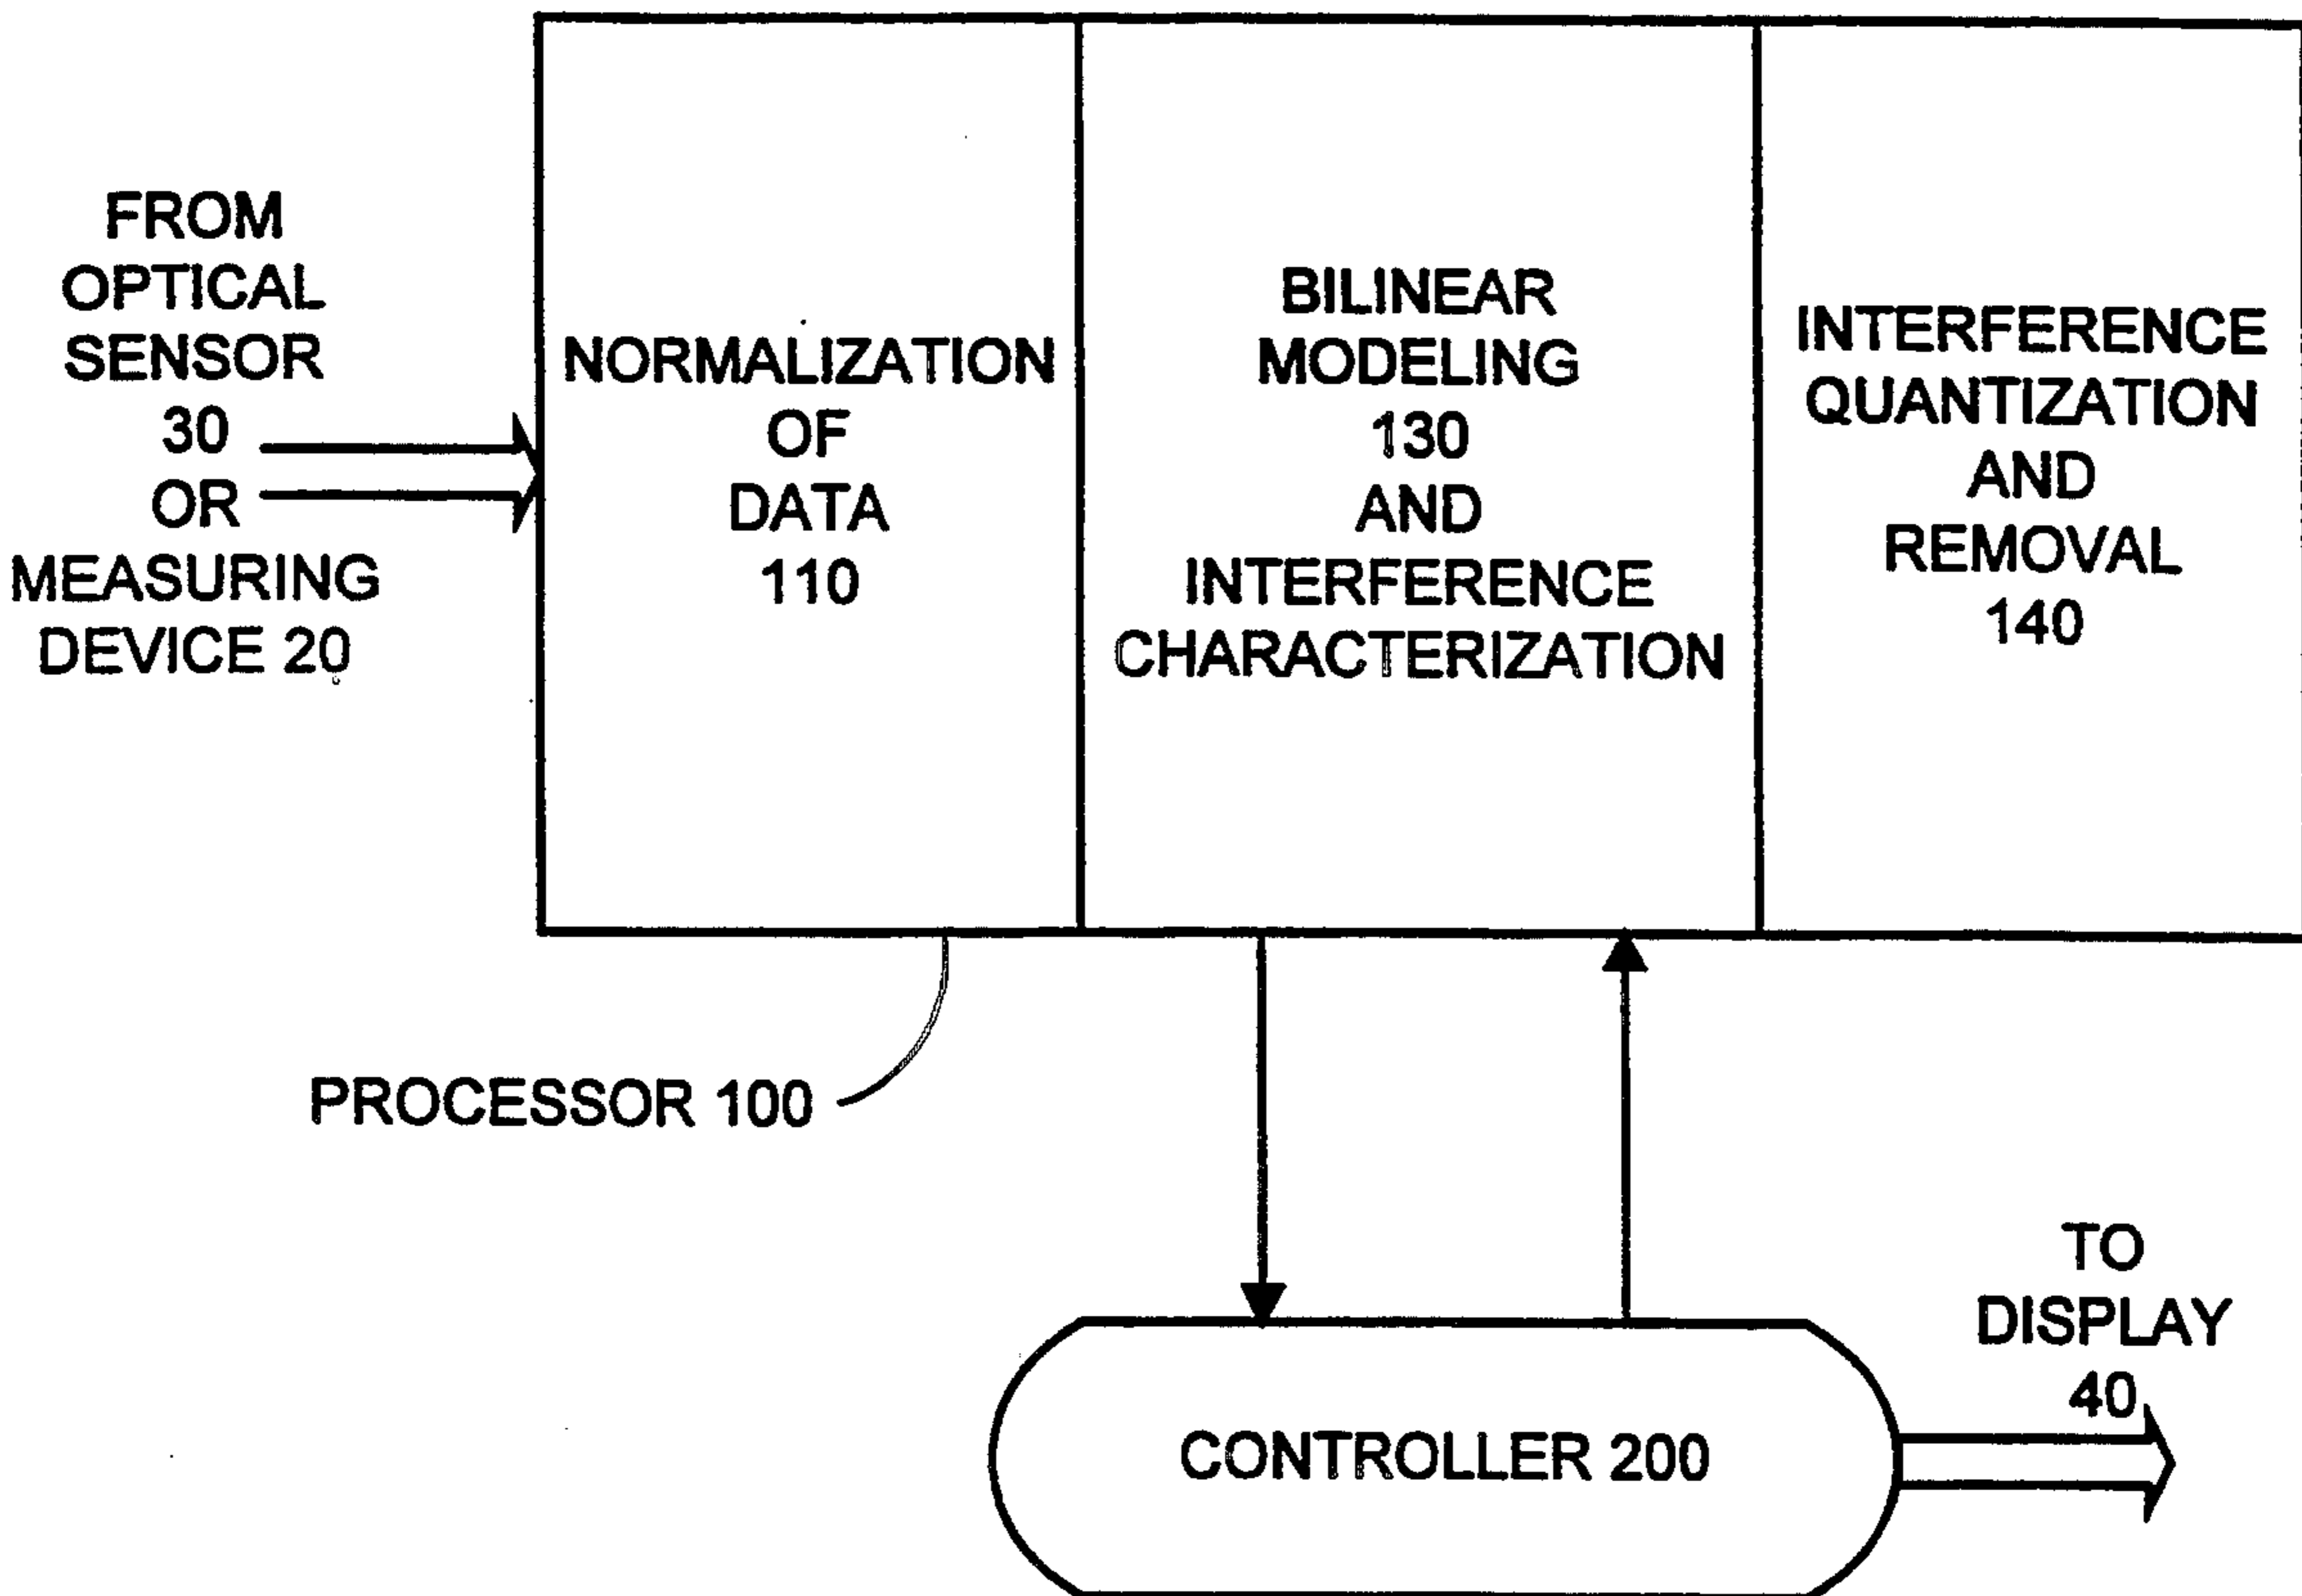 FROM
OPTICAL
SENSOR
30
OR
MEASURING
DEVICE 20
NORMALIZATION
OF
DATA
110
BILINEAR
MODELING
130
AND
INTERFERENCE
CHARACTERIZATION
INTERFERENCE
QUANTIZATION
AND
REMOVAL
140
PROCESSOR 100
CONTROLLER 200
TO
DISPLAY
40